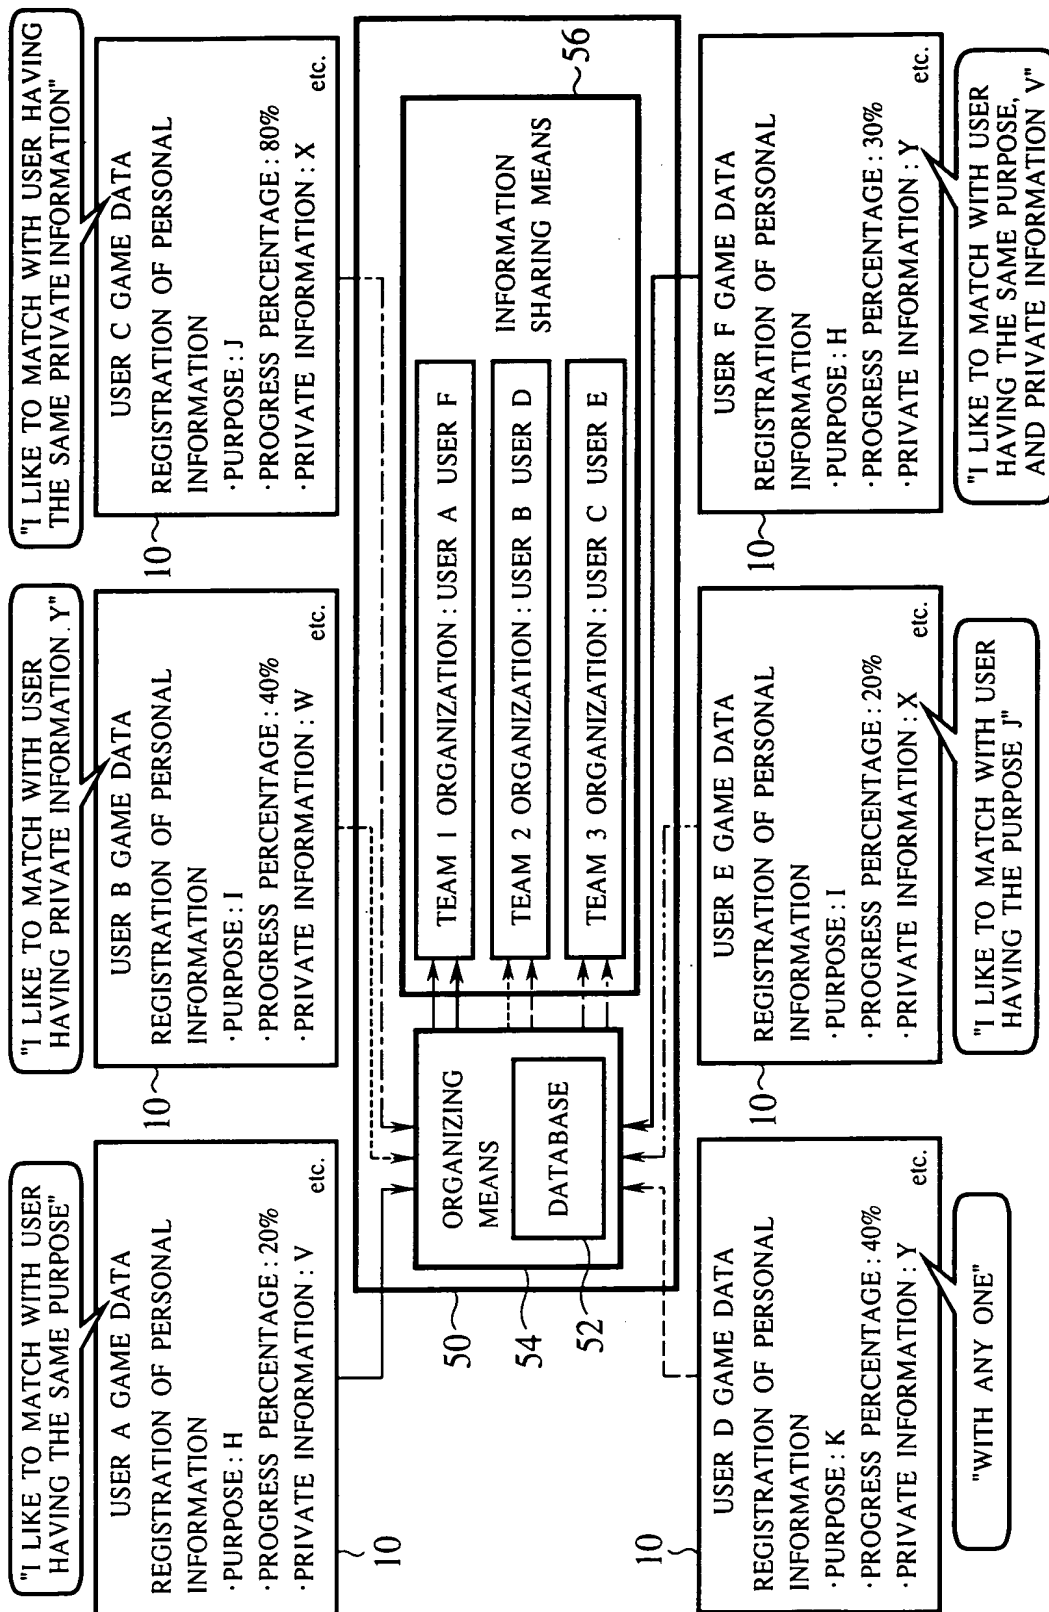 "I LIKE TO MATCH WITH USER
HAVING THE SAME PURPOSE"
USER A GAME DATA
REGISTRATION OF PERSONAL
INFORMATION
·PURPOSE : H
·PROGRESS PERCENTAGE : 20%
·PRIVATE INFORMATION : V
etc.
10
"I LIKE TO MATCH WITH USER
HAVING PRIVATE INFORMATION. Y"
USER B GAME DATA
REGISTRATION OF PERSONAL
INFORMATION
·PURPOSE : I
·PROGRESS PERCENTAGE : 40%
·PRIVATE INFORMATION : W
etc.
10
"I LIKE TO MATCH WITH USER HAVING
THE SAME PRIVATE INFORMATION"
USER C GAME DATA
REGISTRATION OF PERSONAL
INFORMATION
·PURPOSE : J
·PROGRESS PERCENTAGE : 80%
·PRIVATE INFORMATION : X
etc.
10
50
54
52
ORGANIZING
MEANS
DATABASE
TEAM 1 ORGANIZATION : USER A USER F
TEAM 2 ORGANIZATION : USER B USER D
TEAM 3 ORGANIZATION : USER C USER E
INFORMATION
SHARING MEANS
56
10
USER D GAME DATA
REGISTRATION OF PERSONAL
INFORMATION
·PURPOSE : K
·PROGRESS PERCENTAGE : 40%
·PRIVATE INFORMATION : Y
etc.
"WITH ANY ONE"
10
USER E GAME DATA
REGISTRATION OF PERSONAL
INFORMATION
·PURPOSE : I
·PROGRESS PERCENTAGE : 20%
·PRIVATE INFORMATION : X
etc.
"I LIKE TO MATCH WITH USER
HAVING THE PURPOSE J"
10
USER F GAME DATA
REGISTRATION OF PERSONAL
INFORMATION
·PURPOSE : H
·PROGRESS PERCENTAGE : 30%
·PRIVATE INFORMATION : Y
etc.
"I LIKE TO MATCH WITH USER
HAVING THE SAME PURPOSE,
AND PRIVATE INFORMATION V"